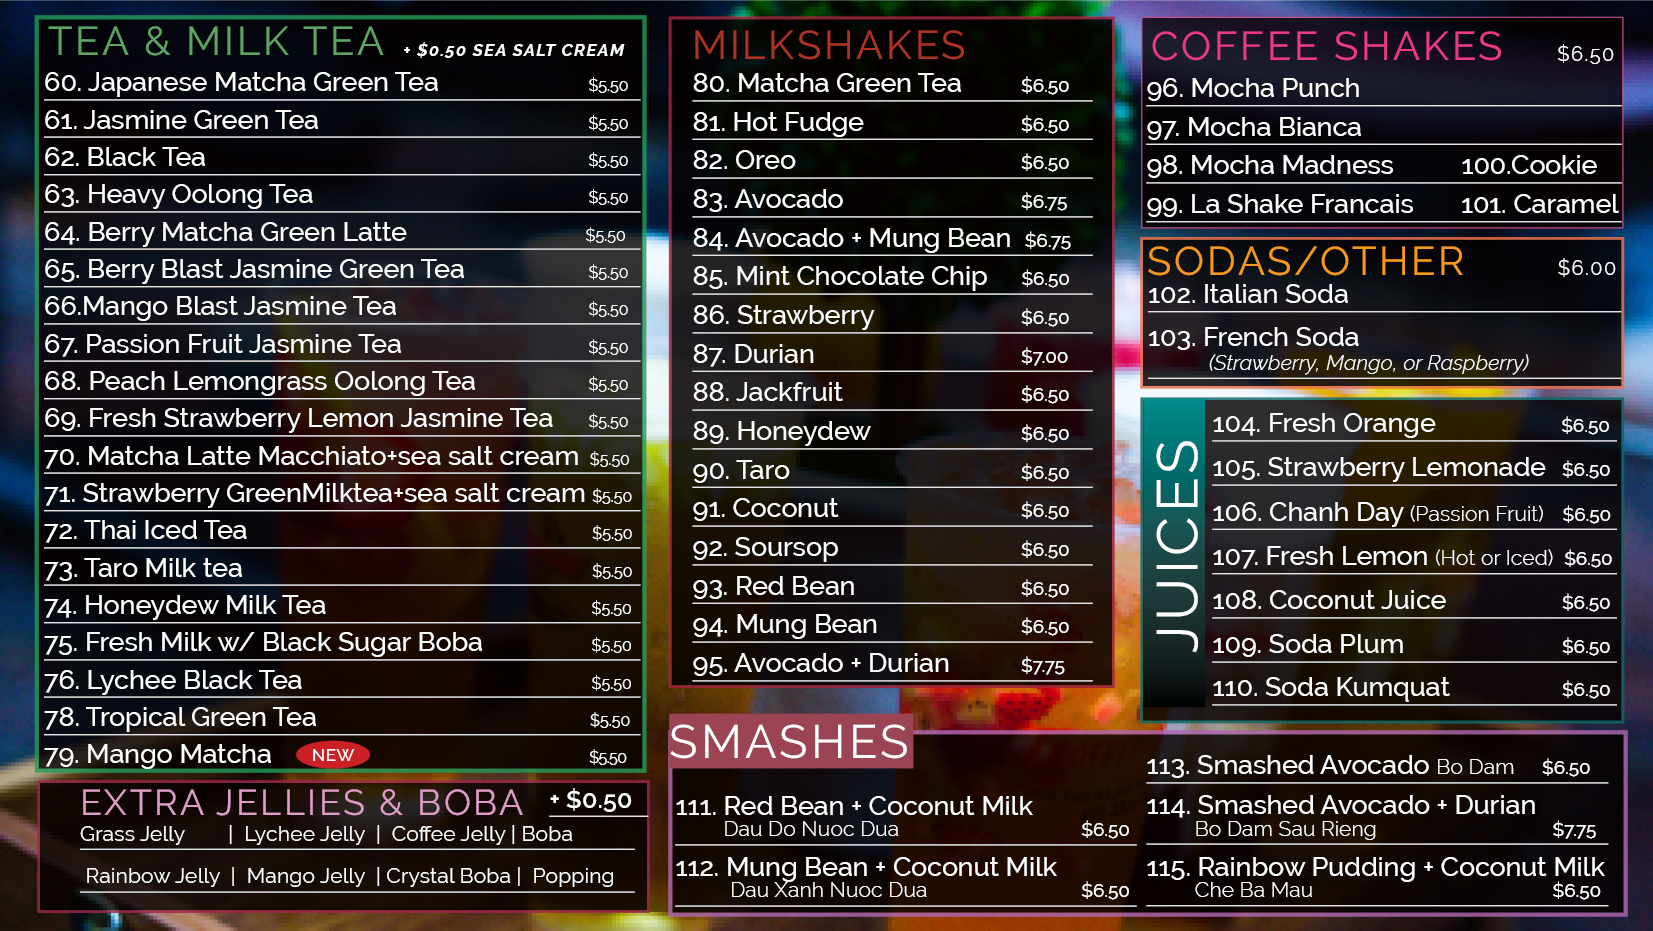 TEA & MILK TEA + $0.50 SEA SALT CREAM
60. Japanese Matcha Green Tea $5.50
61. Jasmine Green Tea $5.50
62. Black Tea $5.50
63. Heavy Oolong Tea $5.50
64. Berry Matcha Green Latte $5.50
65. Berry Blast Jasmine Green Tea $5.50
66.Mango Blast Jasmine Tea $5.50
67. Passion Fruit Jasmine Tea $5.50
68. Peach Lemongrass Oolong Tea $5.50
69. Fresh Strawberry Lemon Jasmine Tea $5.50
70. Matcha Latte Macchiato+sea salt cream $5.50
71. Strawberry GreenMilktea+sea salt cream $5.50
72. Thai Iced Tea $5.50
73. Taro Milk tea $5.50
74. Honeydew Milk Tea $5.50
75. Fresh Milk w/ Black Sugar Boba $5.50
76. Lychee Black Tea $5.50
78. Tropical Green Tea $5.50
79. Mango Matcha NEW $5.50
EXTRA JELLIES & BOBA + $0.50
Grass Jelly | Lychee Jelly | Coffee Jelly | Boba
Rainbow Jelly | Mango Jelly | Crystal Boba | Popping
MILKSHAKES
80. Matcha Green Tea $6.50
81. Hot Fudge $6.50
82. Oreo $6.50
83. Avocado $6.75
84. Avocado + Mung Bean $6.75
85. Mint Chocolate Chip $6.50
86. Strawberry $6.50
87. Durian $7.00
88. Jackfruit $6.50
89. Honeydew $6.50
90. Taro $6.50
91. Coconut $6.50
92. Soursop $6.50
93. Red Bean $6.50
94. Mung Bean $6.50
95. Avocado + Durian $7.75
COFFEE SHAKES $6.50
96. Mocha Punch
97. Mocha Bianca
98. Mocha Madness 100.Cookie
99. La Shake Francais 101. Caramel
SODAS/OTHER $6.00
102. Italian Soda
103. French Soda
(Strawberry, Mango, or Raspberry)
JUICES
104. Fresh Orange $6.50
105. Strawberry Lemonade $6.50
106. Chanh Day (Passion Fruit) $6.50
107. Fresh Lemon (Hot or Iced) $6.50
108. Coconut Juice $6.50
109. Soda Plum $6.50
110. Soda Kumquat $6.50
SMASHES
111. Red Bean + Coconut Milk
Dau Do Nuoc Dua $6.50
112. Mung Bean + Coconut Milk
Dau Xanh Nuoc Dua $6.50
113. Smashed Avocado Bo Dam $6.50
114. Smashed Avocado + Durian
Bo Dam Sau Rieng $7.75
115. Rainbow Pudding + Coconut Milk
Che Ba Mau $6.50